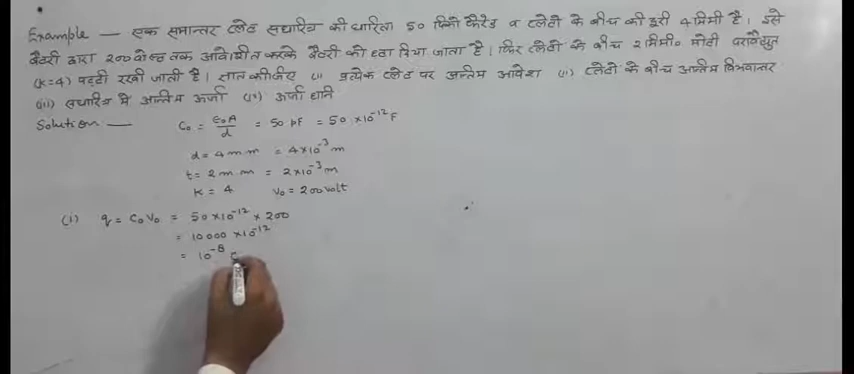 Example — एक समान्तर प्लेट संधारित्र की धारिता 50 पिको फैरेड व प्लेटों के बीच की दूरी 4 मिमी है। इसे
बैटरी द्वारा 200 वोल्ट तक आवेशित करके बैटरी को हटा दिया जाता है। फिर प्लेटों के बीच 2 मिमी० मोटी परावैद्युत
(K=4) पट्टी रखी जाती है। ज्ञात कीजिए (i) प्रत्येक प्लेट पर अन्तिम आवेश (ii) प्लेटों के बीच अन्तिम विभवान्तर
(iii) संधारित्र में अन्तिम ऊर्जा (iv) ऊर्जा हानि
Solution — C₀ = ε₀A/d = 50 pF = 50 ×10⁻¹² F
d = 4 m.m = 4×10⁻³ m
t = 2 m.m = 2×10⁻³ m
K = 4 V₀ = 200 volt
(i) q = C₀V₀ = 50 ×10⁻¹² × 200
= 10000 ×10⁻¹²
= 10⁻⁸ C